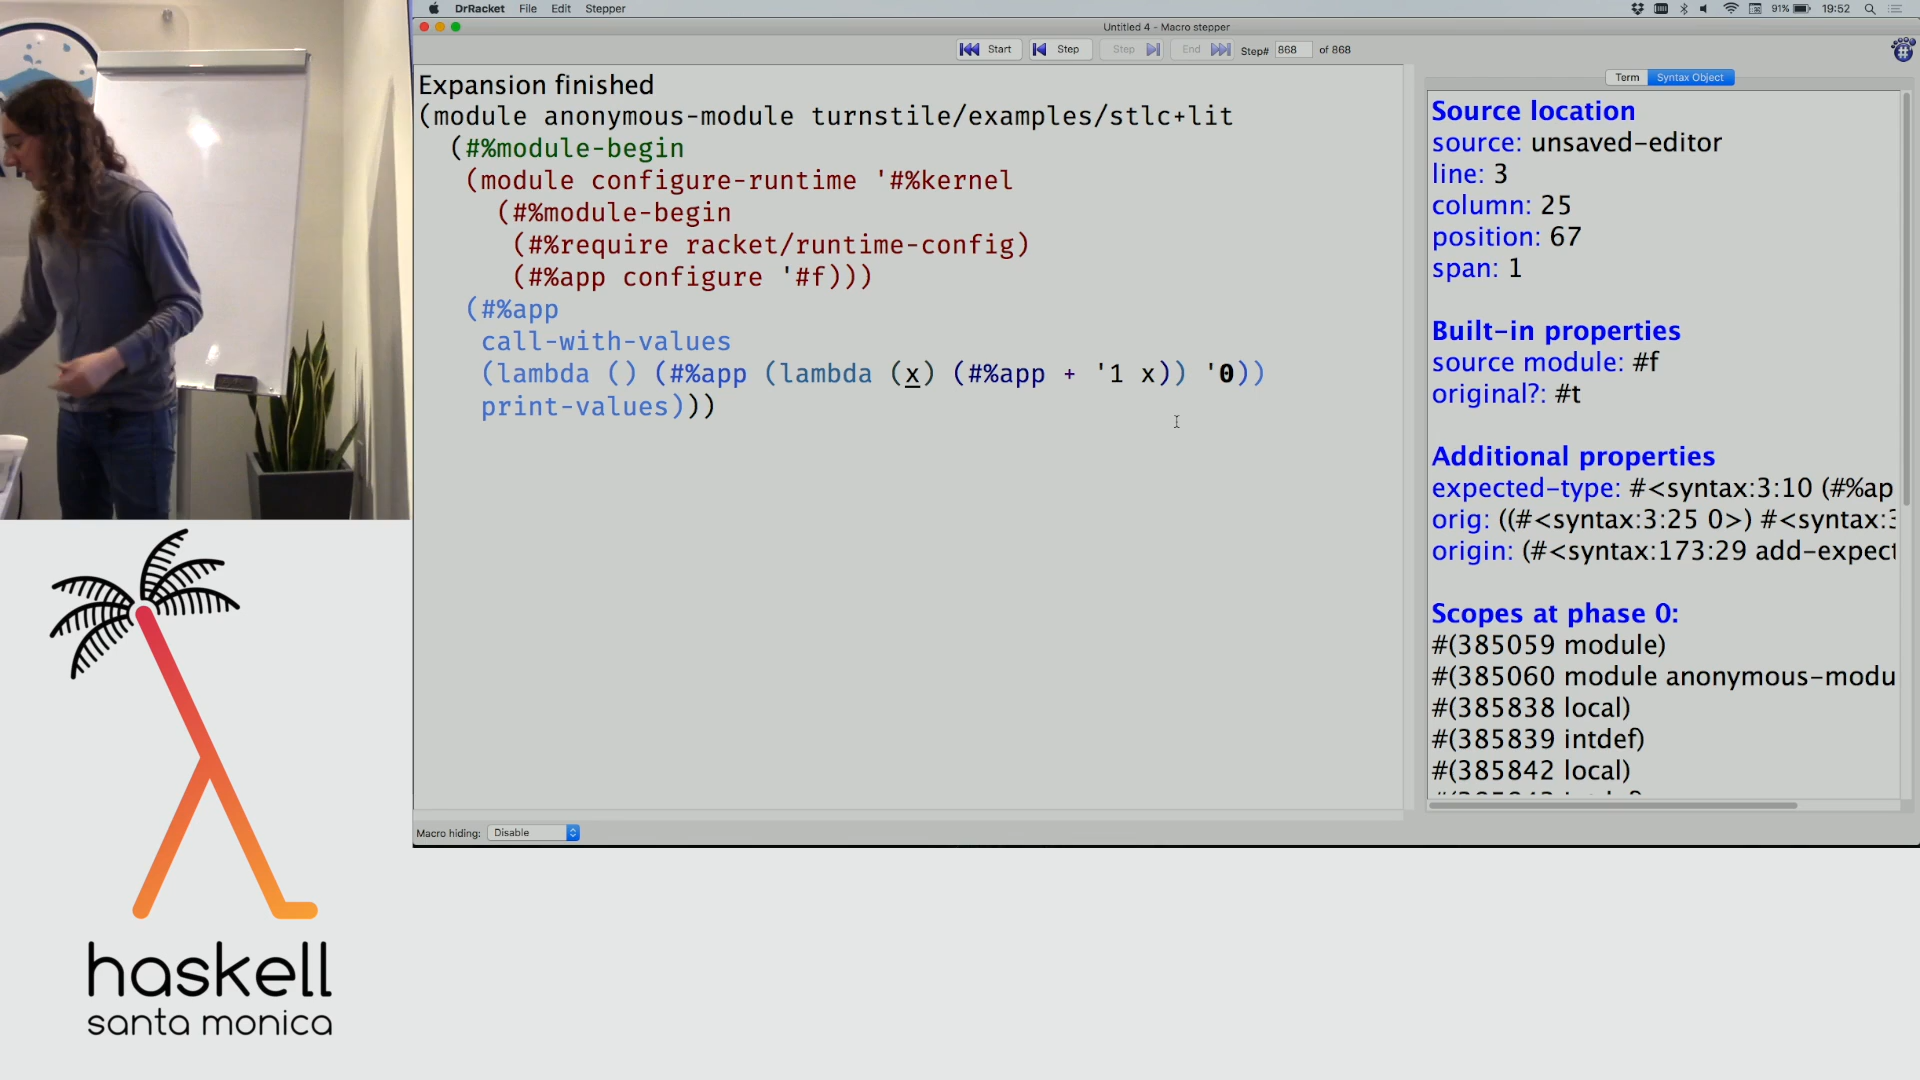 DrRacket File Edit Stepper
91% 19:52
Untitled 4 - Macro stepper
Start Step Step End Step# 868 of 868
Expansion finished
(module anonymous-module turnstile/examples/stlc+lit
(#%module-begin
(module configure-runtime '#%kernel
(#%module-begin
(#%require racket/runtime-config)
(#%app configure '#f)))
(#%app
call-with-values
(lambda () (#%app (lambda (x) (#%app + '1 x)) '0))
print-values)))
Macro hiding: Disable
Term Syntax Object
Source location
source: unsaved-editor
line: 3
column: 25
position: 67
span: 1
Built-in properties
source module: #f
original?: #t
Additional properties
expected-type: #<syntax:3:10 (#%ap
orig: ((#<syntax:3:25 0>) #<syntax:3
origin: (#<syntax:173:29 add-expect
Scopes at phase 0:
#(385059 module)
#(385060 module anonymous-modu
#(385838 local)
#(385839 intdef)
#(385842 local)
haskell
santa monica